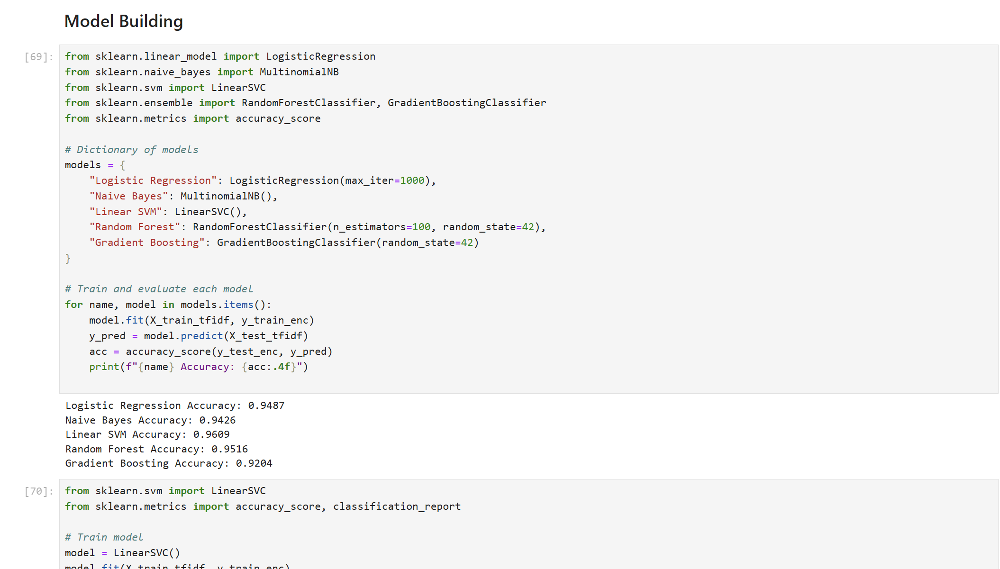 Model Building
[69]:
from sklearn.linear_model import LogisticRegression
from sklearn.naive_bayes import MultinomialNB
from sklearn.svm import LinearSVC
from sklearn.ensemble import RandomForestClassifier, GradientBoostingClassifier
from sklearn.metrics import accuracy_score
# Dictionary of models
models = {
    "Logistic Regression": LogisticRegression(max_iter=1000),
    "Naive Bayes": MultinomialNB(),
    "Linear SVM": LinearSVC(),
    "Random Forest": RandomForestClassifier(n_estimators=100, random_state=42),
    "Gradient Boosting": GradientBoostingClassifier(random_state=42)
}
# Train and evaluate each model
for name, model in models.items():
    model.fit(X_train_tfidf, y_train_enc)
    y_pred = model.predict(X_test_tfidf)
    acc = accuracy_score(y_test_enc, y_pred)
    print(f"{name} Accuracy: {acc:.4f}")
Logistic Regression Accuracy: 0.9487
Naive Bayes Accuracy: 0.9426
Linear SVM Accuracy: 0.9609
Random Forest Accuracy: 0.9516
Gradient Boosting Accuracy: 0.9204
[70]:
from sklearn.svm import LinearSVC
from sklearn.metrics import accuracy_score, classification_report
# Train model
model = LinearSVC()
model.fit(X_train_tfidf, y_train_enc)